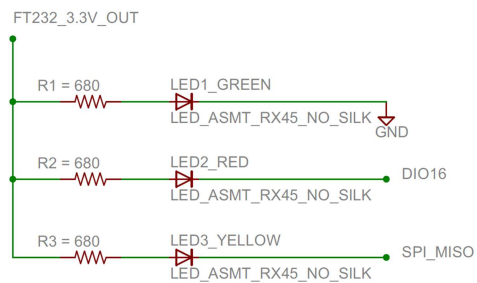 FT232_3.3V_OUT
R1 = 680
LED1_GREEN
LED_ASMT_RX45_NO_SILK
GND
R2 = 680
LED2_RED
DIO16
LED_ASMT_RX45_NO_SILK
R3 = 680
LED3_YELLOW
SPI_MISO
LED_ASMT_RX45_NO_SILK